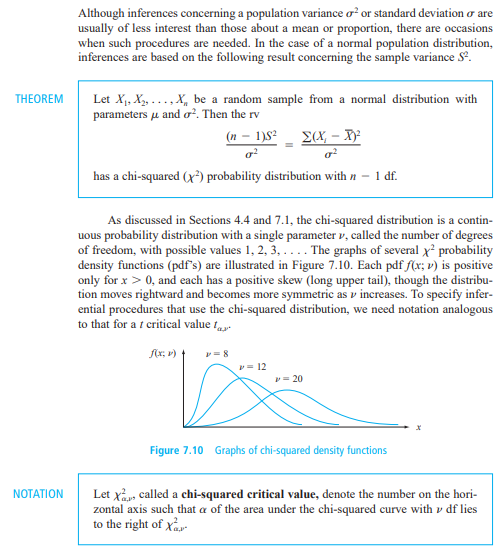 Although inferences concerning a population variance σ² or standard deviation σ are
usually of less interest than those about a mean or proportion, there are occasions
when such procedures are needed. In the case of a normal population distribution,
inferences are based on the following result concerning the sample variance S².
THEOREM
Let X₁, X₂, . . . , Xₙ be a random sample from a normal distribution with
parameters μ and σ². Then the rv
(n − 1)S² / σ² = Σ(Xᵢ − X̅)² / σ²
has a chi-squared (χ²) probability distribution with n − 1 df.
As discussed in Sections 4.4 and 7.1, the chi-squared distribution is a contin-
uous probability distribution with a single parameter ν, called the number of degrees
of freedom, with possible values 1, 2, 3, . . . . The graphs of several χ² probability
density functions (pdf’s) are illustrated in Figure 7.10. Each pdf f(x; ν) is positive
only for x > 0, and each has a positive skew (long upper tail), though the distribu-
tion moves rightward and becomes more symmetric as ν increases. To specify infer-
ential procedures that use the chi-squared distribution, we need notation analogous
to that for a t critical value t_α,ν.
f(x; ν)
ν = 8
ν = 12
ν = 20
x
Figure 7.10 Graphs of chi-squared density functions
NOTATION
Let χ²_α,ν, called a chi-squared critical value, denote the number on the hori-
zontal axis such that α of the area under the chi-squared curve with ν df lies
to the right of χ²_α,ν.